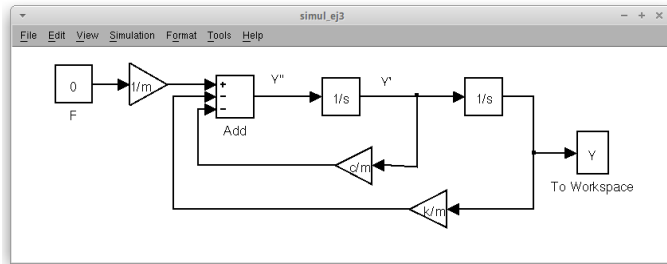 simul_ej3
File Edit View Simulation Format Tools Help
0
F
1/m
+
−
−
Add
Y"
1/s
Y'
1/s
c/m
k/m
Y
To Workspace